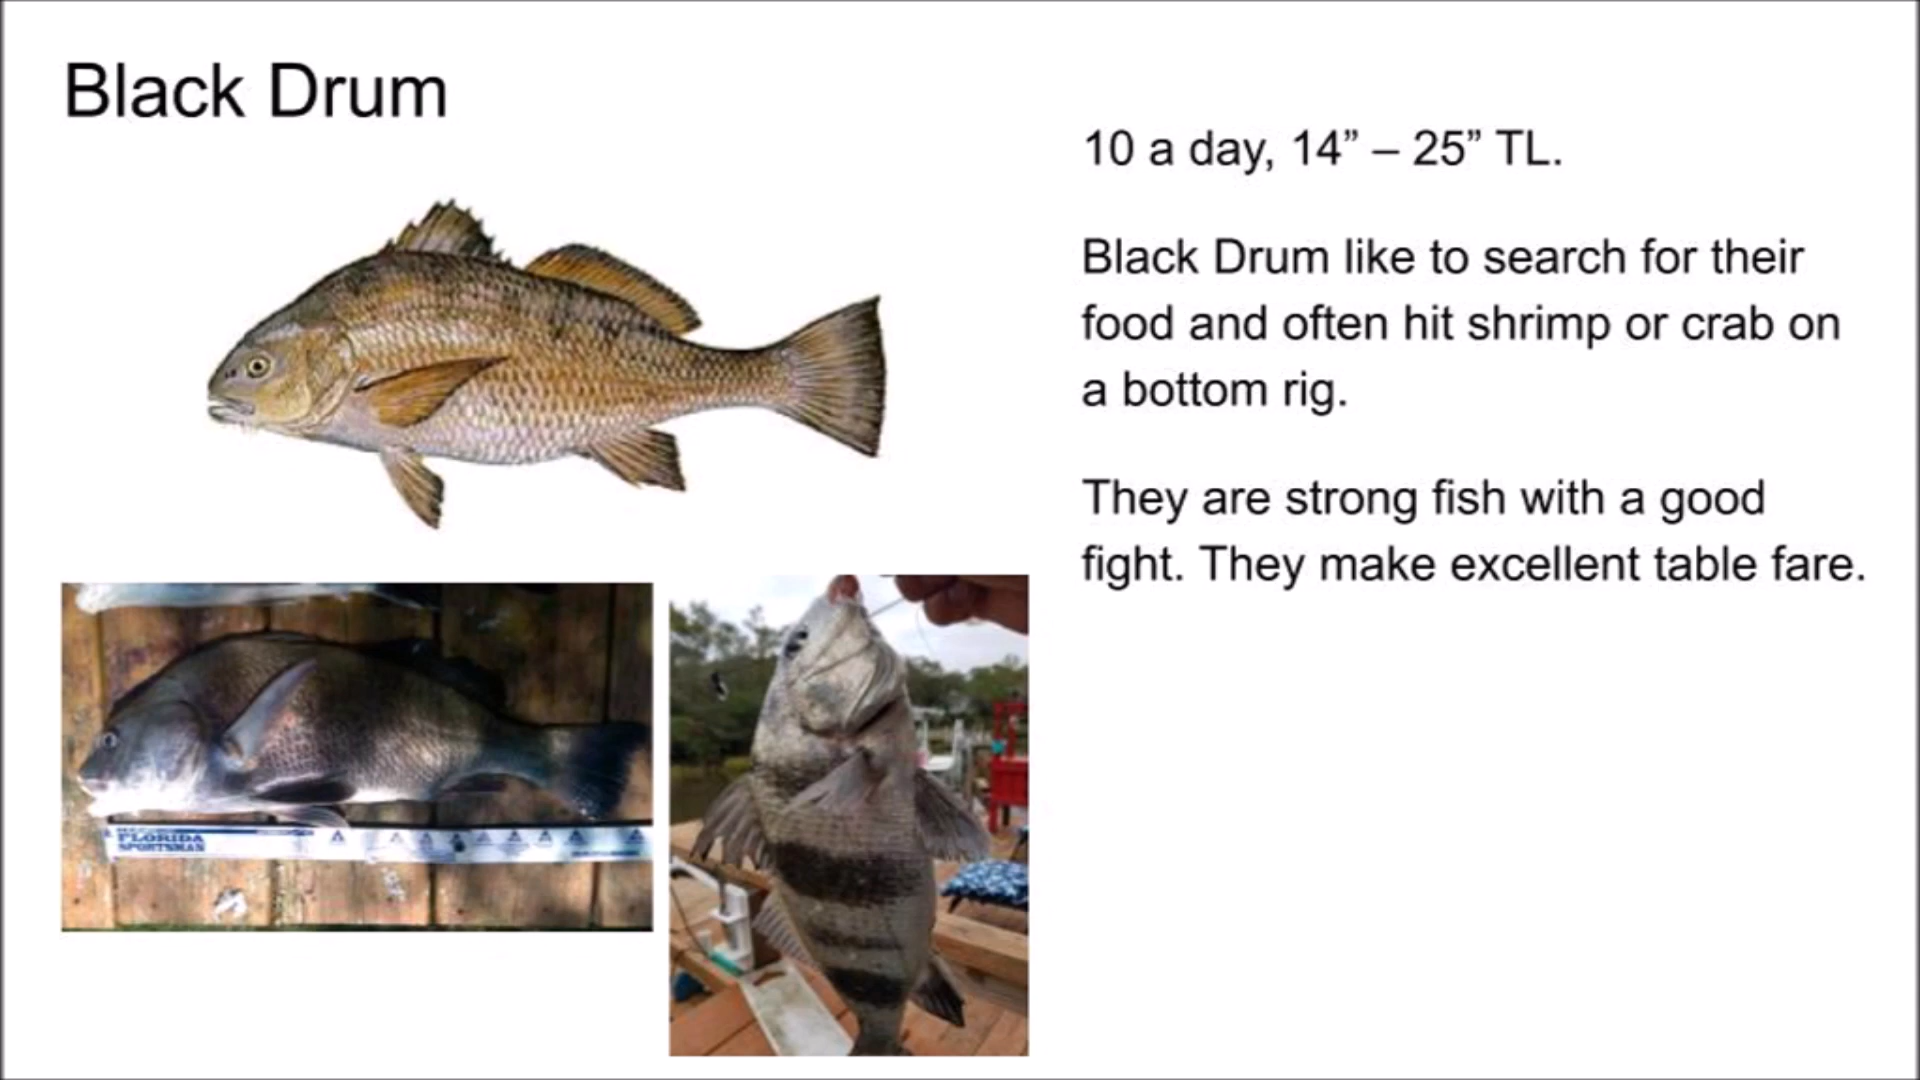 Black Drum
10 a day, 14” – 25” TL.
Black Drum like to search for their
food and often hit shrimp or crab on
a bottom rig.
They are strong fish with a good
fight. They make excellent table fare.
FLORIDA
SPORTSMAN